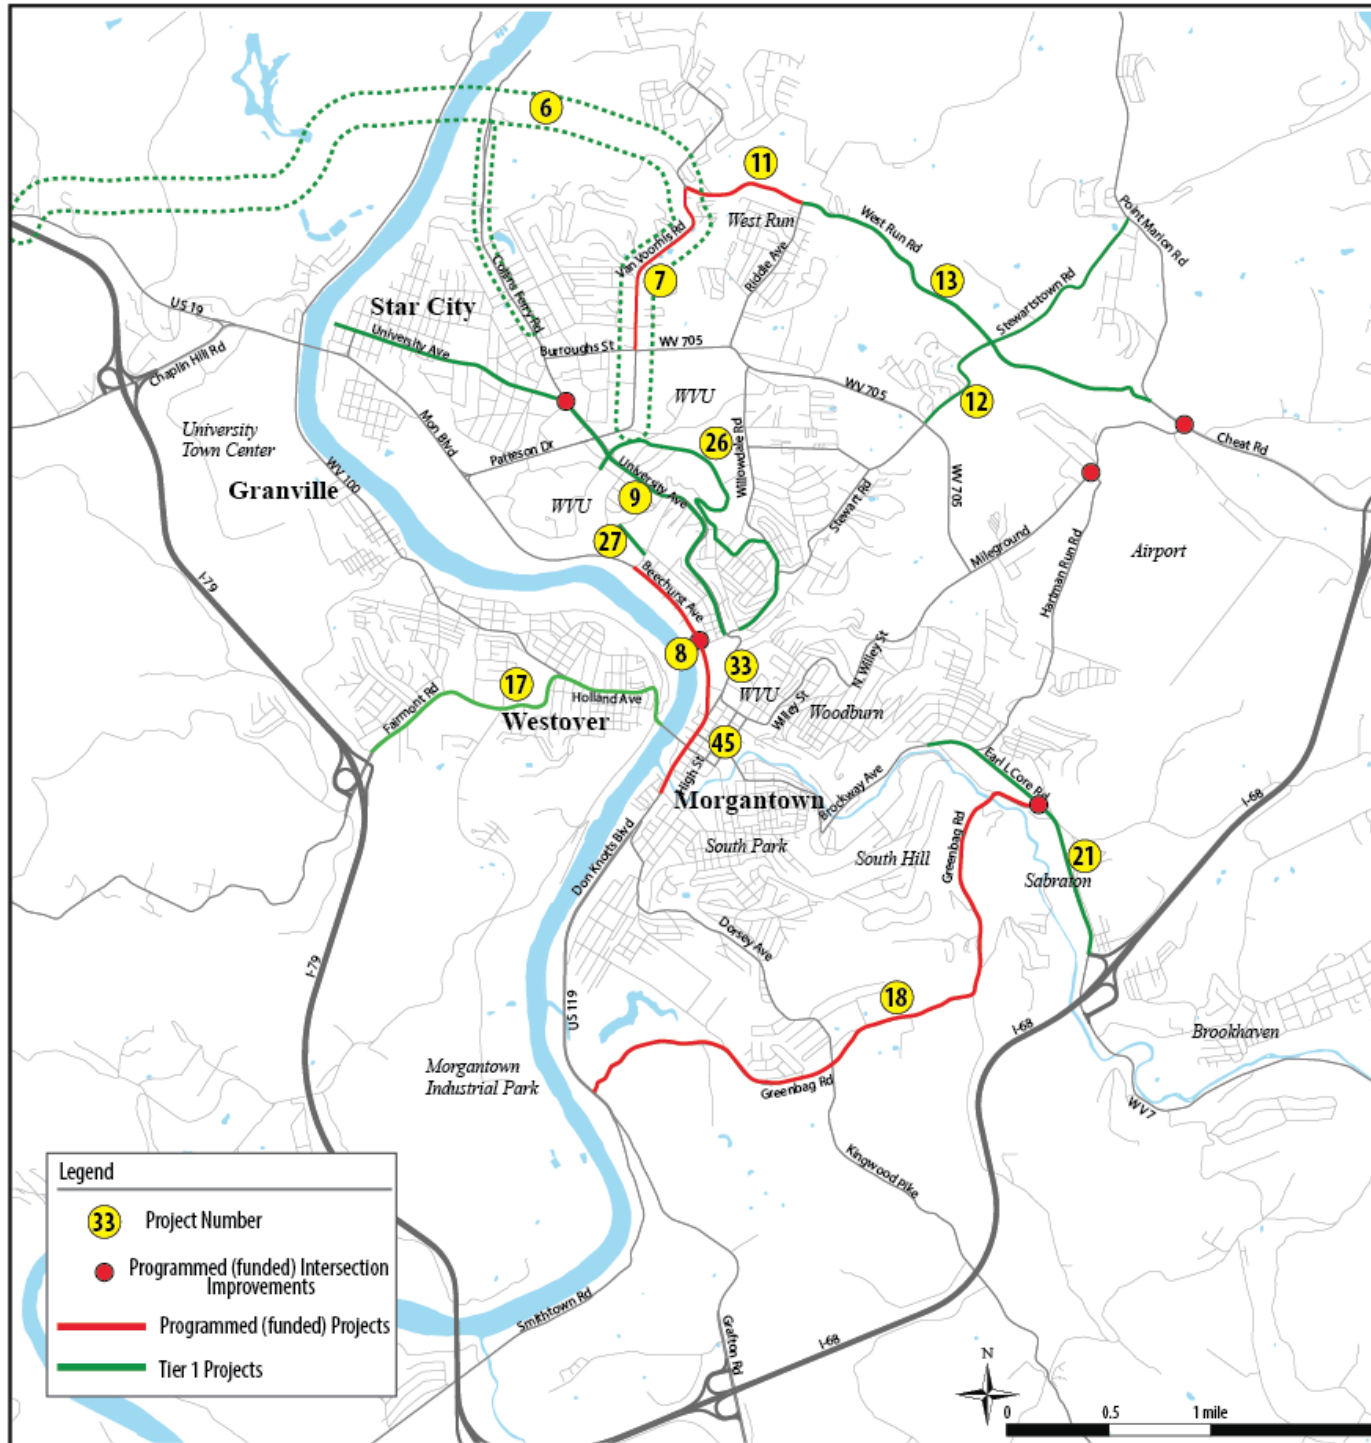 6
11
West Run
West Run Rd
Point Marion Rd
Van Voorhis Rd
Riddle Ave
7
13
Collins Ferry Rd
Stewartstown Rd
US 19
Star City
University Ave
Chaplin Hill Rd
Burroughs St
WV 705
WV 705
12
WVU
Mon Blvd
University
Town Center
Patteson Dr
26
Willowdale Rd
Cheat Rd
WV 100
Granville
University Ave
9
WVU
Stewart Rd
WV 705
27
Mileground
Airport
Hartman Run Rd
I-79
Beechurst Ave
8
33
N Willey St
17
WVU
Willey St
Woodburn
Fairmont Rd
Holland Ave
Westover
45
High St
Earl L Core Rd
Morgantown
Brockway Ave
I-68
South Park
South Hill
Greenbag Rd
21
Sabraton
Don Knotts Blvd
Dorsey Ave
I-79
18
US 119
I-68
Brookhaven
Morgantown
Industrial Park
Greenbag Rd
WV 7
Kingwood Pike
Legend
33
Project Number
Programmed (funded) Intersection
Improvements
Programmed (funded) Projects
Tier 1 Projects
Smithtown Rd
Grafton Rd
I-68
N
0
0.5
1 mile